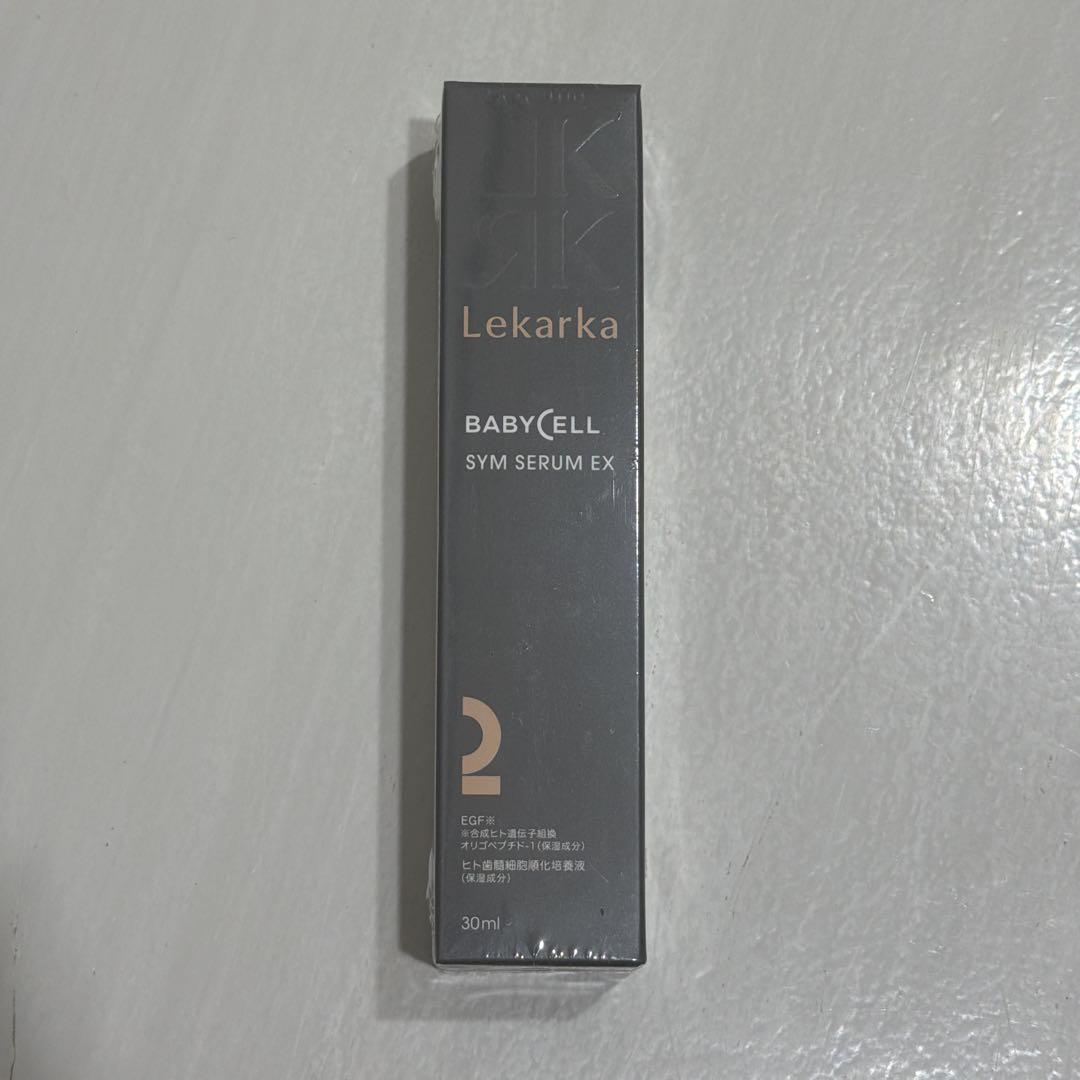 LK
RK
Lekarka
BABYCELL
SYM SERUM EX
2
EGF※
※合成ヒト遺伝子組換
オリゴペプチド-1(保湿成分)
ヒト歯髄細胞順化培養液
(保湿成分)
30ml